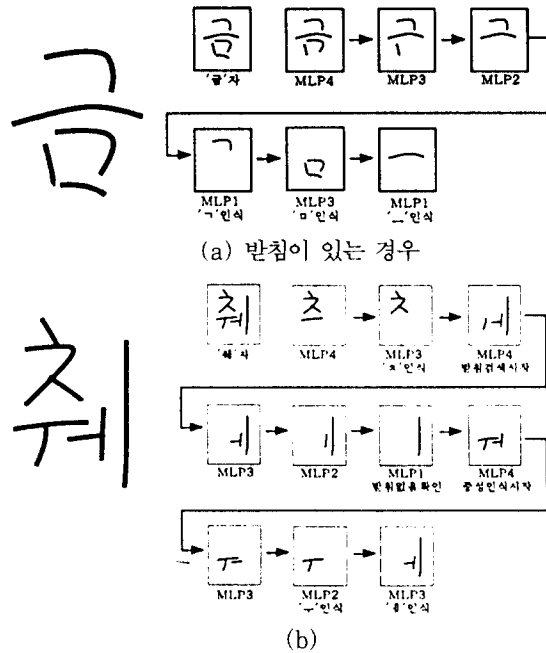 금
'금'자 MLP4 MLP3 MLP2
MLP1 MLP3 MLP1
'ㄱ'인식 'ㅁ'인식 'ㅡ'인식
(a) 받침이 있는 경우
췌
'췌'자 MLP4 MLP3 MLP4
'ㅊ'인식 받침검색시작
MLP3 MLP2 MLP1 MLP4
받침없음확인 중성인식시작
MLP3 MLP2 MLP3
'ㅜ'인식 'ㅔ'인식
(b)